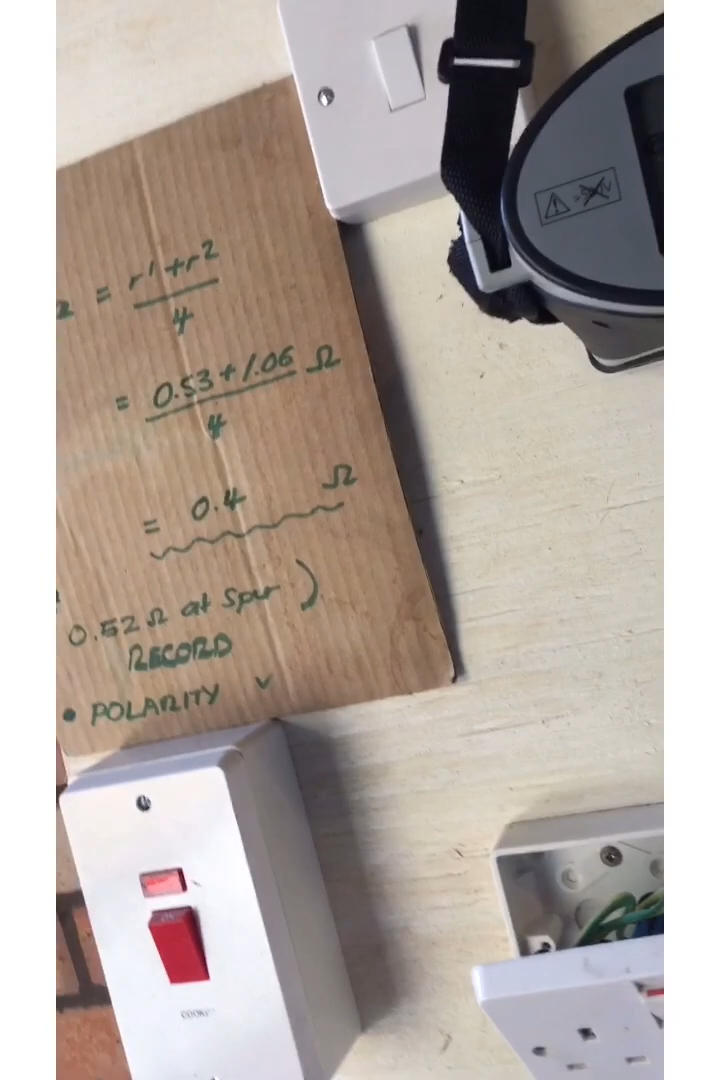 = r1 + r2
4
= 0.53 + 1.06 Ω
4
= 0.4 Ω
0.52 Ω at spur )
RECORD
• POLARITY ✓